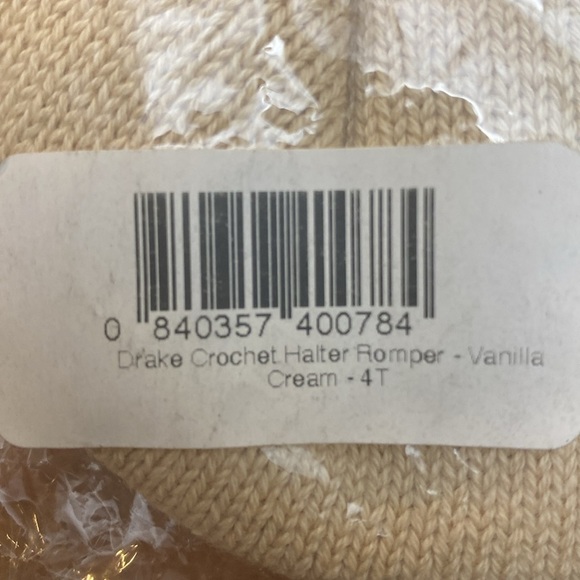 0 840357 400784
Drake Crochet Halter Romper - Vanilla
Cream - 4T